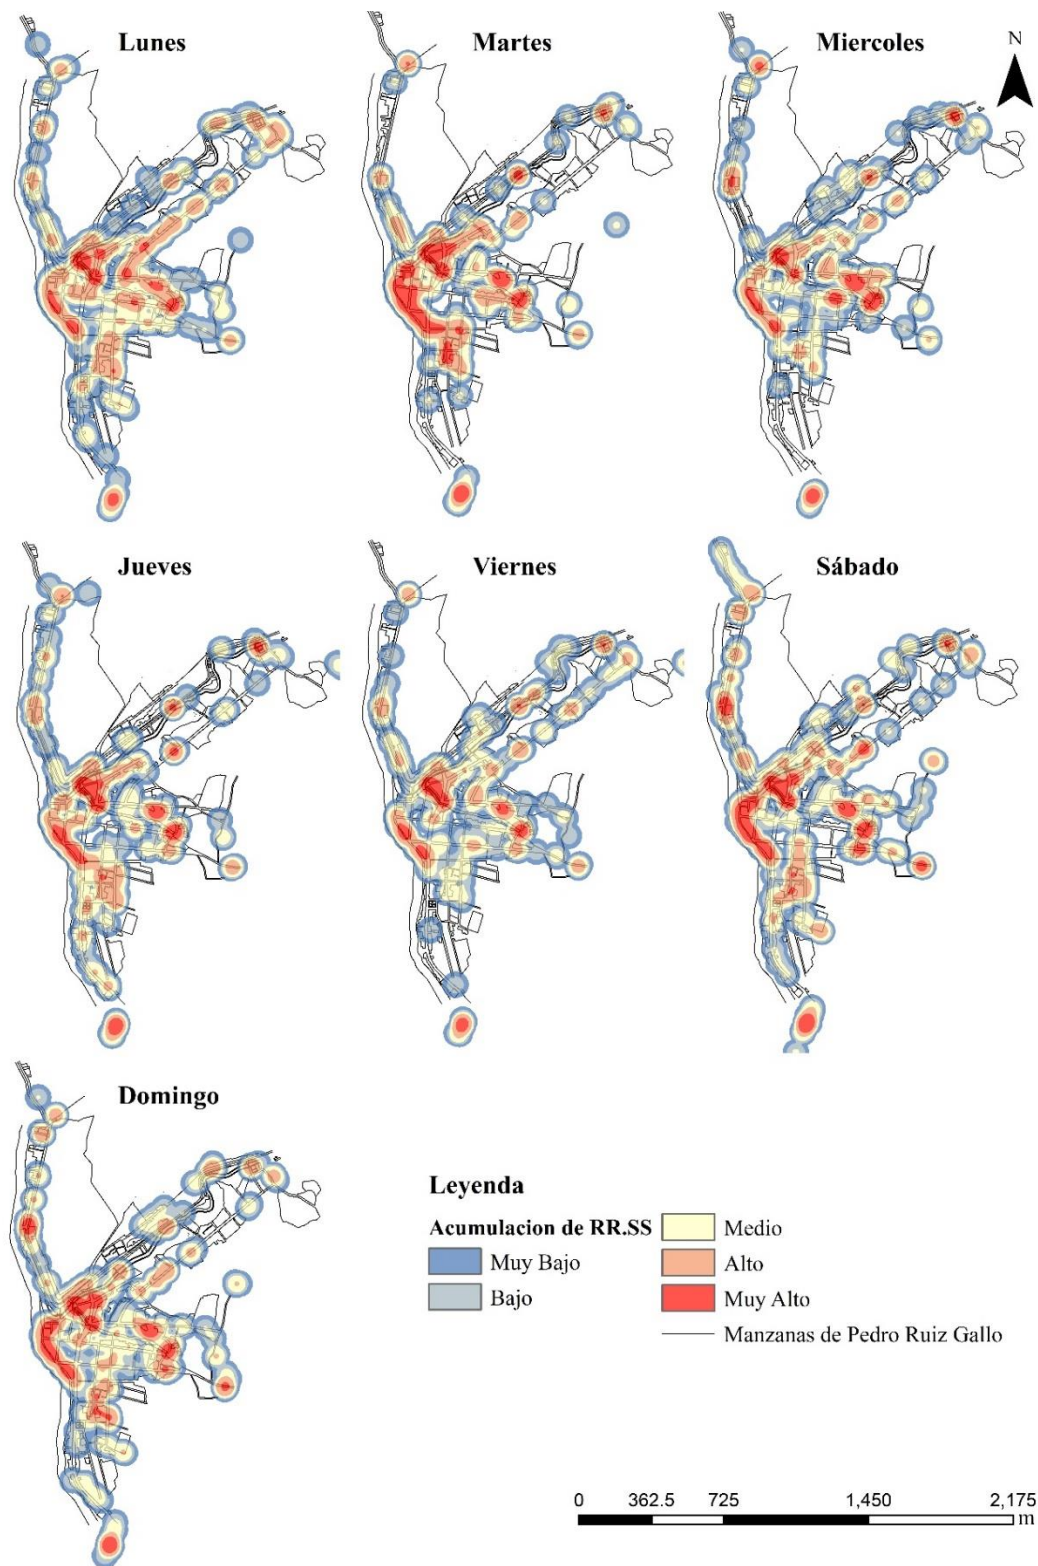 Lunes
Martes
Miercoles
N
Jueves
Viernes
Sábado
Domingo
Leyenda
Acumulacion de RR.SS
Muy Bajo
Bajo
Medio
Alto
Muy Alto
Manzanas de Pedro Ruiz Gallo
0 362.5 725 1,450 2,175
m